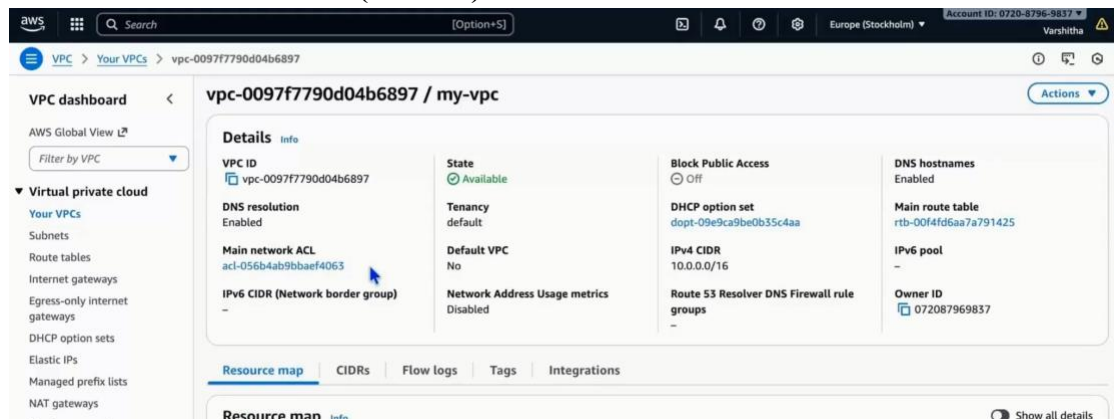 aws
Search
[Option+S]
Europe (Stockholm)
Account ID: 0720-8796-9837
Varshitha
VPC > Your VPCs > vpc-0097f7790d04b6897
VPC dashboard
AWS Global View
Filter by VPC
Virtual private cloud
Your VPCs
Subnets
Route tables
Internet gateways
Egress-only internet
gateways
DHCP option sets
Elastic IPs
Managed prefix lists
NAT gateways
vpc-0097f7790d04b6897 / my-vpc
Actions
Details Info
VPC ID
vpc-0097f7790d04b6897
State
Available
Block Public Access
Off
DNS hostnames
Enabled
DNS resolution
Enabled
Tenancy
default
DHCP option set
dopt-09e9ca9be0b35c4aa
Main route table
rtb-00f4fd6aa7a791425
Main network ACL
acl-056b4ab9bbaef4063
Default VPC
No
IPv4 CIDR
10.0.0.0/16
IPv6 pool
–
IPv6 CIDR (Network border group)
–
Network Address Usage metrics
Disabled
Route 53 Resolver DNS Firewall rule
groups
–
Owner ID
072087969837
Resource map
CIDRs
Flow logs
Tags
Integrations
Resource map Info
Show all details